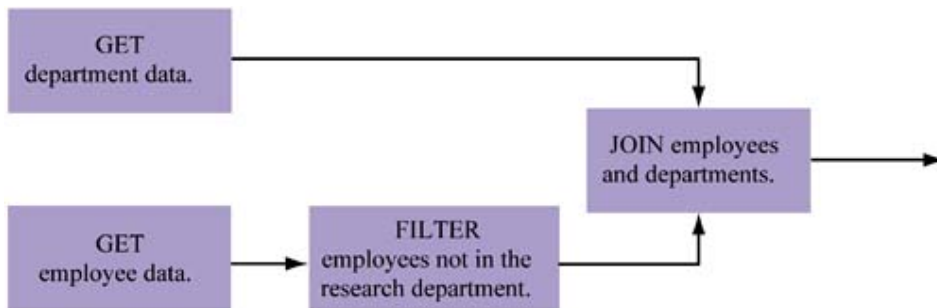 GET
department data.
JOIN employees
and departments.
GET
employee data.
FILTER
employees not in the
research department.